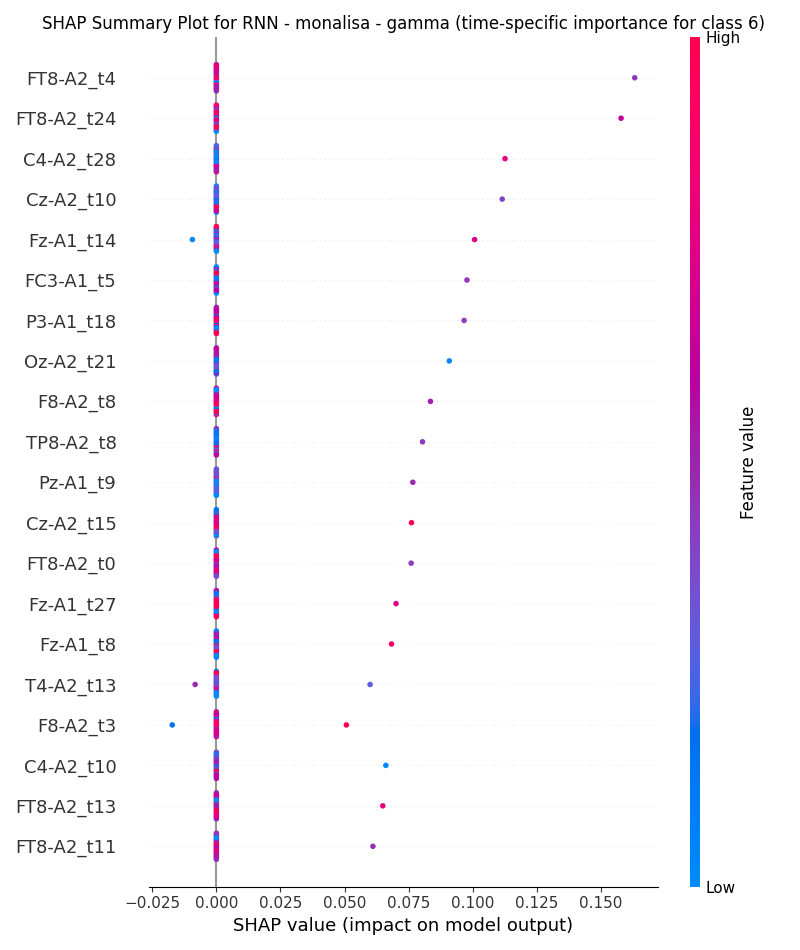 SHAP Summary Plot for RNN - monalisa - gamma (time-specific importance for class 6)
High
FT8-A2_t4
FT8-A2_t24
C4-A2_t28
Cz-A2_t10
Fz-A1_t14
FC3-A1_t5
P3-A1_t18
Oz-A2_t21
F8-A2_t8
TP8-A2_t8
Pz-A1_t9
Cz-A2_t15
FT8-A2_t0
Fz-A1_t27
Fz-A1_t8
T4-A2_t13
F8-A2_t3
C4-A2_t10
FT8-A2_t13
FT8-A2_t11
Feature value
Low
−0.025 0.000 0.025 0.050 0.075 0.100 0.125 0.150
SHAP value (impact on model output)